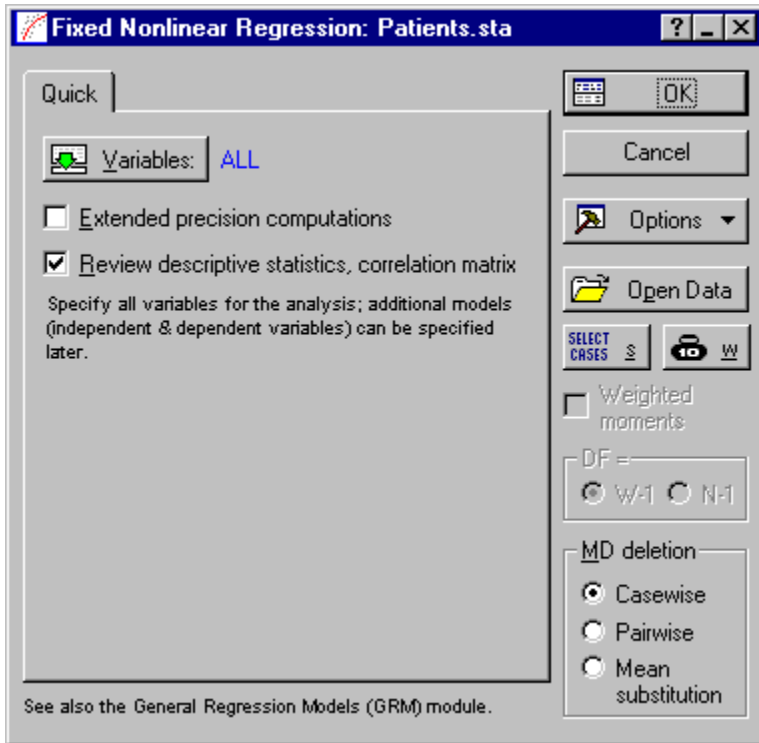 Fixed Nonlinear Regression: Patients.sta
Quick
Variables: ALL
Extended precision computations
Review descriptive statistics, correlation matrix
Specify all variables for the analysis; additional models
(independent & dependent variables) can be specified
later.
See also the General Regression Models (GRM) module.
OK
Cancel
Options
Open Data
SELECT
CASES S
10 W
Weighted
moments
DF =
W-1 N-1
MD deletion
Casewise
Pairwise
Mean
substitution